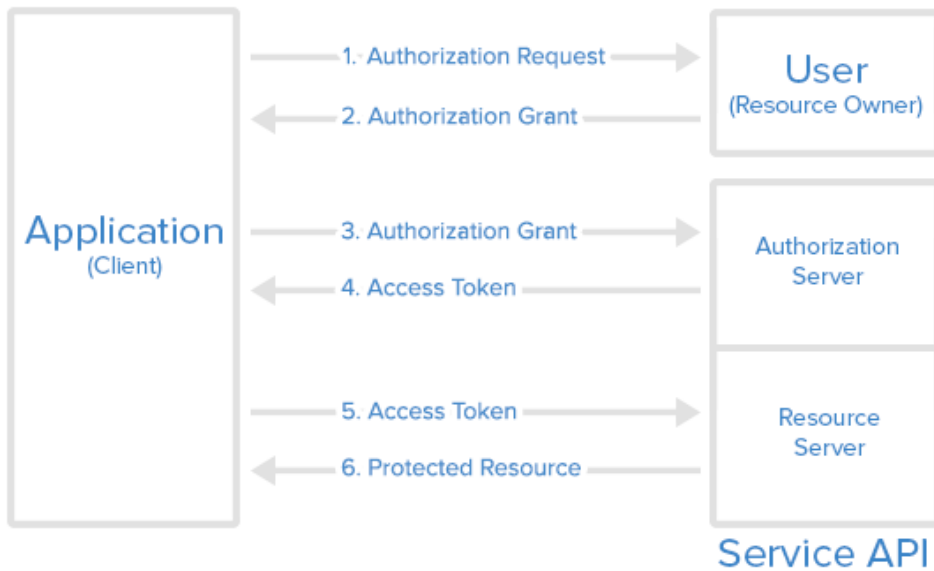 1. Authorization Request
User
(Resource Owner)
2. Authorization Grant
Application
(Client)
3. Authorization Grant
Authorization
Server
4. Access Token
5. Access Token
Resource
Server
6. Protected Resource
Service API